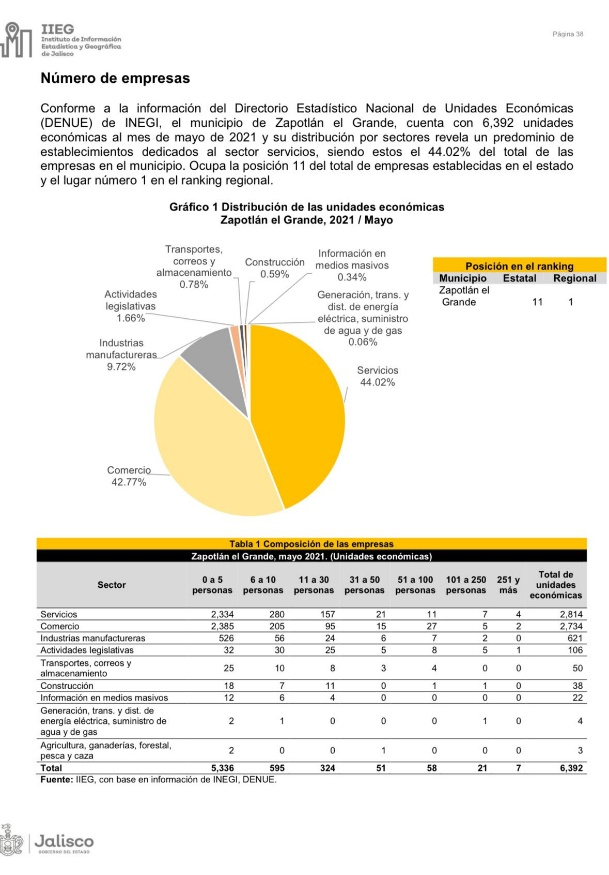 IIEG
Instituto de Información
Estadística y Geográfica
de Jalisco
Página 38
Número de empresas
Conforme a la información del Directorio Estadístico Nacional de Unidades Económicas
(DENUE) de INEGI, el municipio de Zapotlán el Grande, cuenta con 6,392 unidades
económicas al mes de mayo de 2021 y su distribución por sectores revela un predominio de
establecimientos dedicados al sector servicios, siendo estos el 44.02% del total de las
empresas en el municipio. Ocupa la posición 11 del total de empresas establecidas en el estado
y el lugar número 1 en el ranking regional.
Gráfico 1 Distribución de las unidades económicas
Zapotlán el Grande, 2021 / Mayo
Transportes,
correos y
almacenamiento
0.78%
Construcción
0.59%
Información en
medios masivos
0.34%
Generación, trans. y
dist. de energía
eléctrica, suministro
de agua y de gas
0.06%
Actividades
legislativas
1.66%
Industrias
manufactureras
9.72%
Servicios
44.02%
Comercio
42.77%
Posición en el ranking
Municipio Estatal Regional
Zapotlán el
Grande 11 1
Tabla 1 Composición de las empresas
Zapotlán el Grande, mayo 2021. (Unidades económicas)
Sector 0 a 5 personas 6 a 10 personas 11 a 30 personas 31 a 50 personas 51 a 100 personas 101 a 250 personas 251 y más Total de unidades económicas
Servicios 2,334 280 157 21 11 7 4 2,814
Comercio 2,385 205 95 15 27 5 2 2,734
Industrias manufactureras 526 56 24 6 7 2 0 621
Actividades legislativas 32 30 25 5 8 5 1 106
Transportes, correos y
almacenamiento 25 10 8 3 4 0 0 50
Construcción 18 7 11 0 1 1 0 38
Información en medios masivos 12 6 4 0 0 0 0 22
Generación, trans. y dist. de
energía eléctrica, suministro de
agua y de gas 2 1 0 0 0 1 0 4
Agricultura, ganaderías, forestal,
pesca y caza 2 0 0 1 0 0 0 3
Total 5,336 595 324 51 58 21 7 6,392
Fuente: IIEG, con base en información de INEGI, DENUE.
Jalisco
GOBIERNO DEL ESTADO